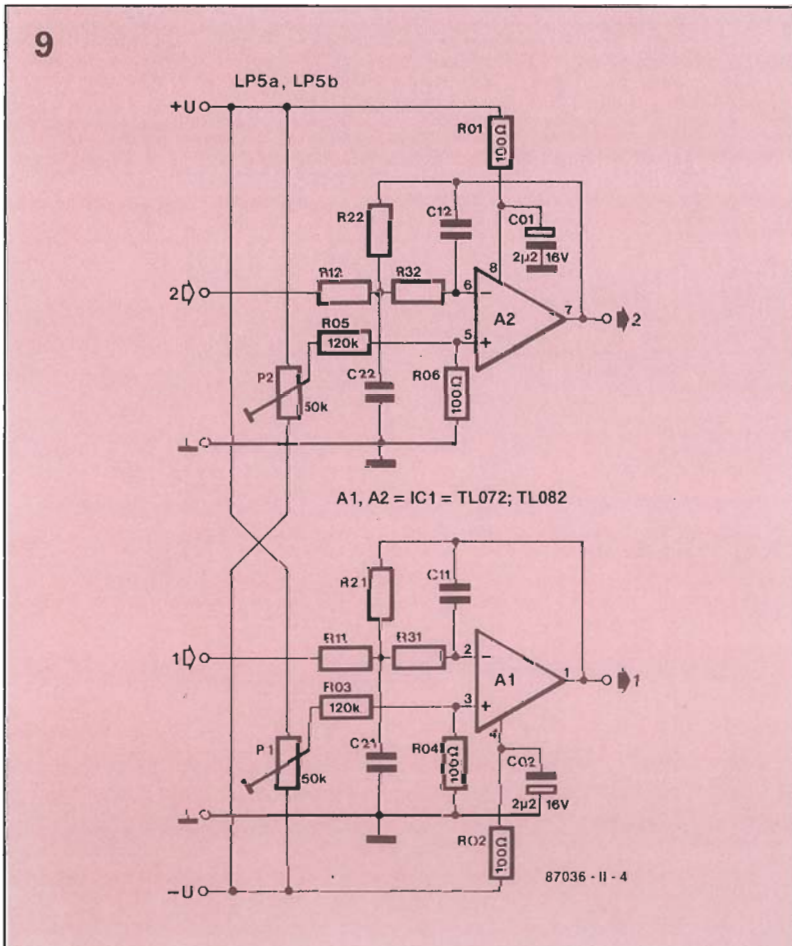 9
LP5a, LP5b
+U
R01
100Ω
R22
C12
C01
2µ2 16V
8
2
R12
R32
6
−
A2
7
2
R05
120k
5
+
P2
50k
C22
R06
100Ω
⊥
A1, A2 = IC1 = TL072; TL082
R21
C11
1
R11
R31
2
−
A1
1
1
R03
120k
3
+
4
P1
50k
C21
R04
100Ω
C02
2µ2 16V
⊥
R02
100Ω
87036 - II - 4
−U